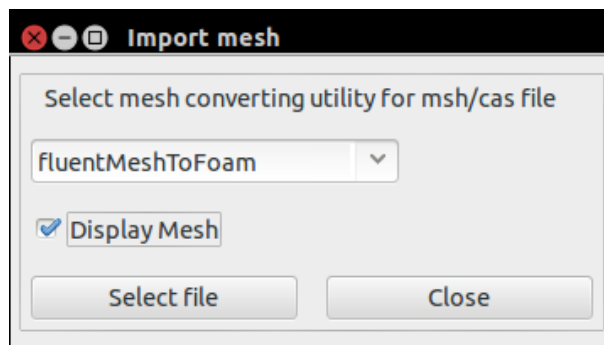 Import mesh
Select mesh converting utility for msh/cas file
fluentMeshToFoam
Display Mesh
Select file Close